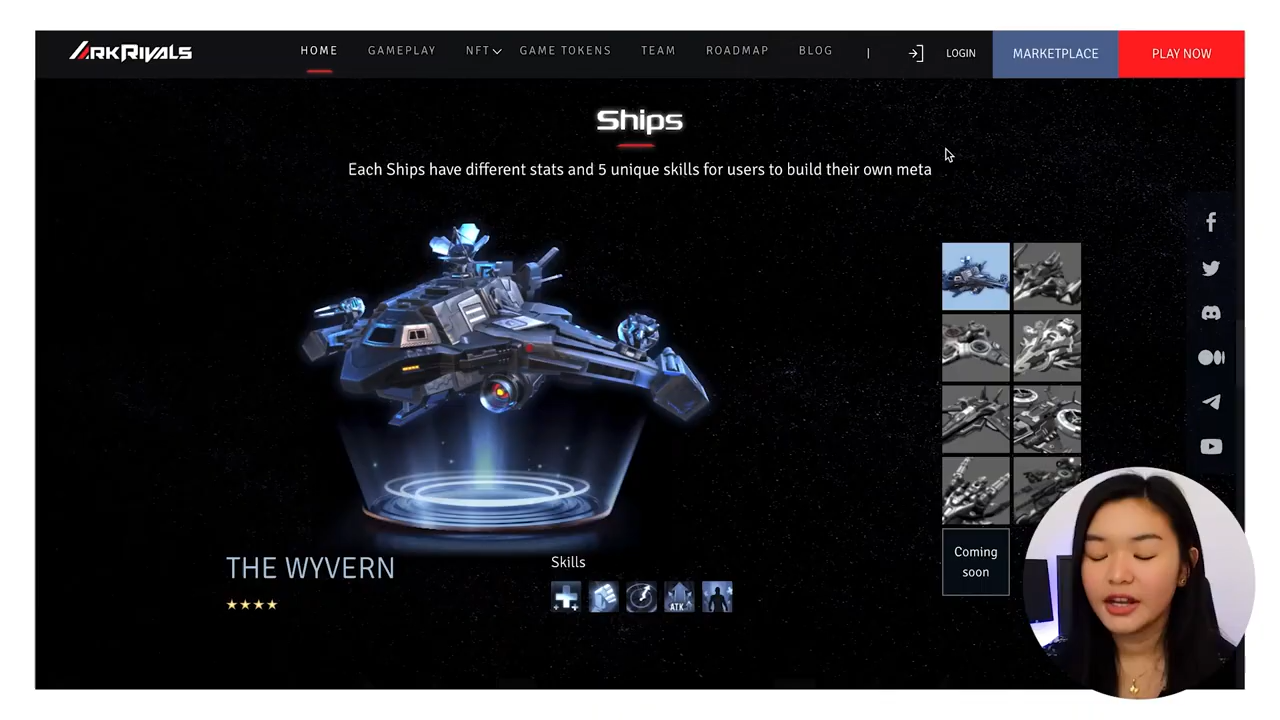 ARKRIVALS
HOME GAMEPLAY NFT GAME TOKENS TEAM ROADMAP BLOG | LOGIN MARKETPLACE PLAY NOW
Ships
Each Ships have different stats and 5 unique skills for users to build their own meta
THE WYVERN
Skills
ATK
Coming
soon